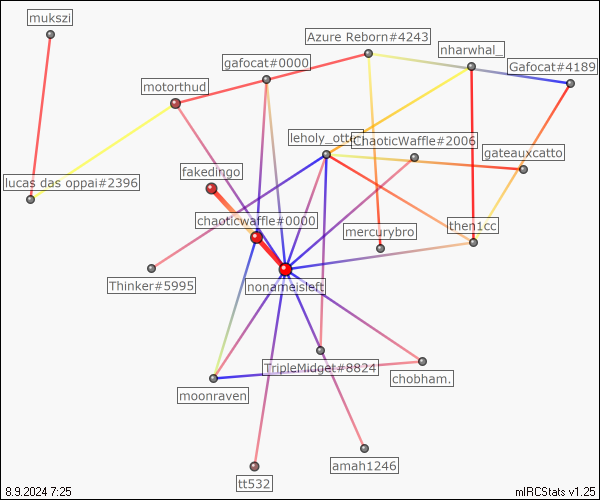 mukszi
Azure Reborn#4243
nharwhal_
gafocat#0000
Gafocat#4189
motorthud
leholy_otte
ChaoticWaffle#2006
gateauxcatto
fakedingo
lucas das oppai#2396
chaoticwaffle#0000
mercurybro
then1cc
Thinker#5995
nonameisleft
TripleMidget#8824
chobham.
moonraven
amah1246
tt532
8.9.2024 7:25
mIRCStats v1.25